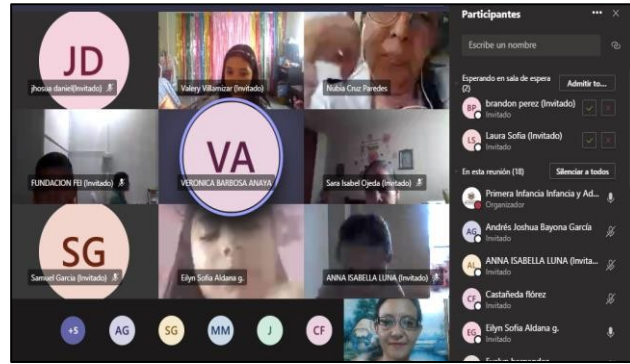 JD
jhosua daniel(Invitado)
Valery Villamizar (Invitado)
Nubia Cruz Paredes
FUNDACION FEI (Invitado)
VA
VERONICA BARBOSA ANAYA
Sara Isabel Ojeda (Invitado)
SG
Samuel Garcia (Invitado)
Eilyn Sofia Aldana g.
ANNA ISABELLA LUNA (Invitado)
+5
AG
SG
MM
J
CF
Participantes
Escribe un nombre
Esperando en sala de espera
(2)
Admitir to...
BP
brandon perez (Invitado)
Invitado
LS
Laura Sofia (Invitado)
Invitado
En esta reunión (18)
Silenciar a todos
Primera Infancia Infancia y Ad...
Organizador
AG
Andrés Joshua Bayona García
Invitado
AL
ANNA ISABELLA LUNA (Invita...
Invitado
CF
Castañeda flórez
Invitado
EG
Eilyn Sofia Aldana g.
Invitado